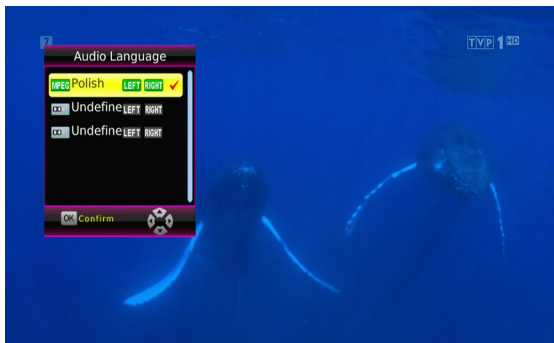 7
TVP 1 HD
Audio Language
MPEG Polish LEFT RIGHT
Undefine LEFT RIGHT
Undefine LEFT RIGHT
OK Confirm